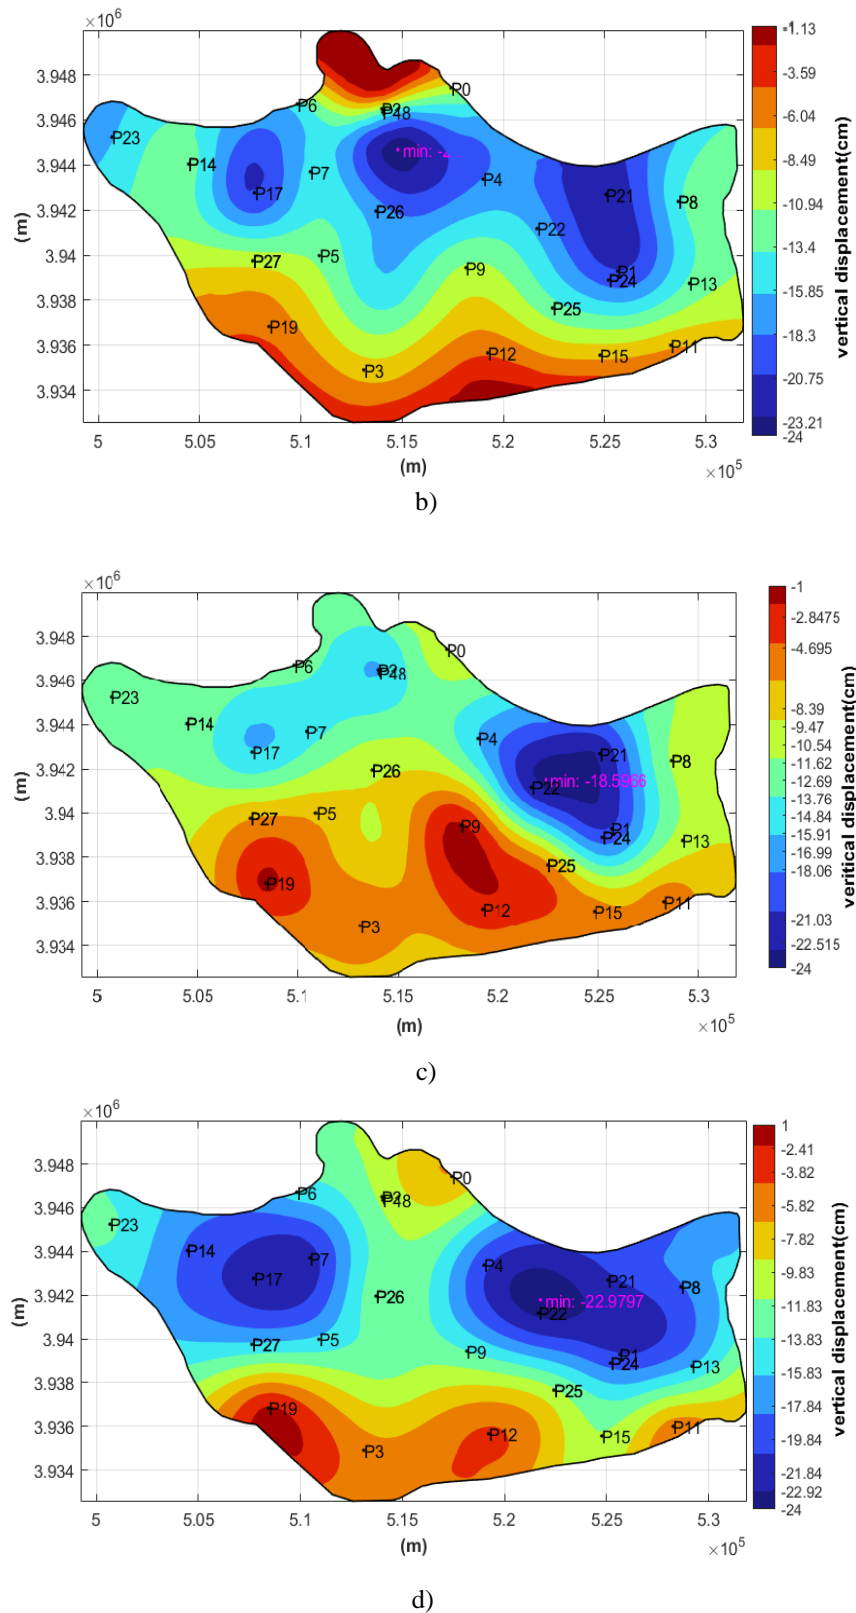 ×10⁶
3.948
3.946
3.944
3.942
3.94
3.938
3.936
3.934
(m)
P0
P6
P2
P48
P23
P14
P7
P17
min: -2
P4
P26
P21
P8
P22
P27
P5
P9
P1
P24
P13
P25
P19
P12
P15
P11
P3
5
5.05
5.1
5.15
5.2
5.25
5.3
(m)
×10⁵
-1.13
-3.59
-6.04
-8.49
-10.94
-13.4
-15.85
-18.3
-20.75
-23.21
-24
vertical displacement(cm)
b)
×10⁶
3.948
3.946
3.944
3.942
3.94
3.938
3.936
3.934
(m)
P0
P6
P2
P48
P23
P14
P7
P17
P4
P21
P26
P8
min: -18.5966
P22
P27
P5
P9
P1
P24
P13
P25
P19
P12
P15
P11
P3
5
5.05
5.1
5.15
5.2
5.25
5.3
(m)
×10⁵
-1
-2.8475
-4.695
-8.39
-9.47
-10.54
-11.62
-12.69
-13.76
-14.84
-15.91
-16.99
-18.06
-21.03
-22.515
-24
veritical displacement(cm)
c)
×10⁶
3.948
3.946
3.944
3.942
3.94
3.938
3.936
3.934
(m)
P0
P6
P2
P48
P23
P14
P7
P17
P4
P21
P26
P8
min: -22.9797
P22
P27
P5
P9
P1
P24
P13
P25
P19
P12
P15
P11
P3
5
5.05
5.1
5.15
5.2
5.25
5.3
(m)
×10⁵
1
-2.41
-3.82
-5.82
-7.82
-9.83
-11.83
-13.83
-15.83
-17.84
-19.84
-21.84
-22.92
-24
vertical displacement(cm)
d)